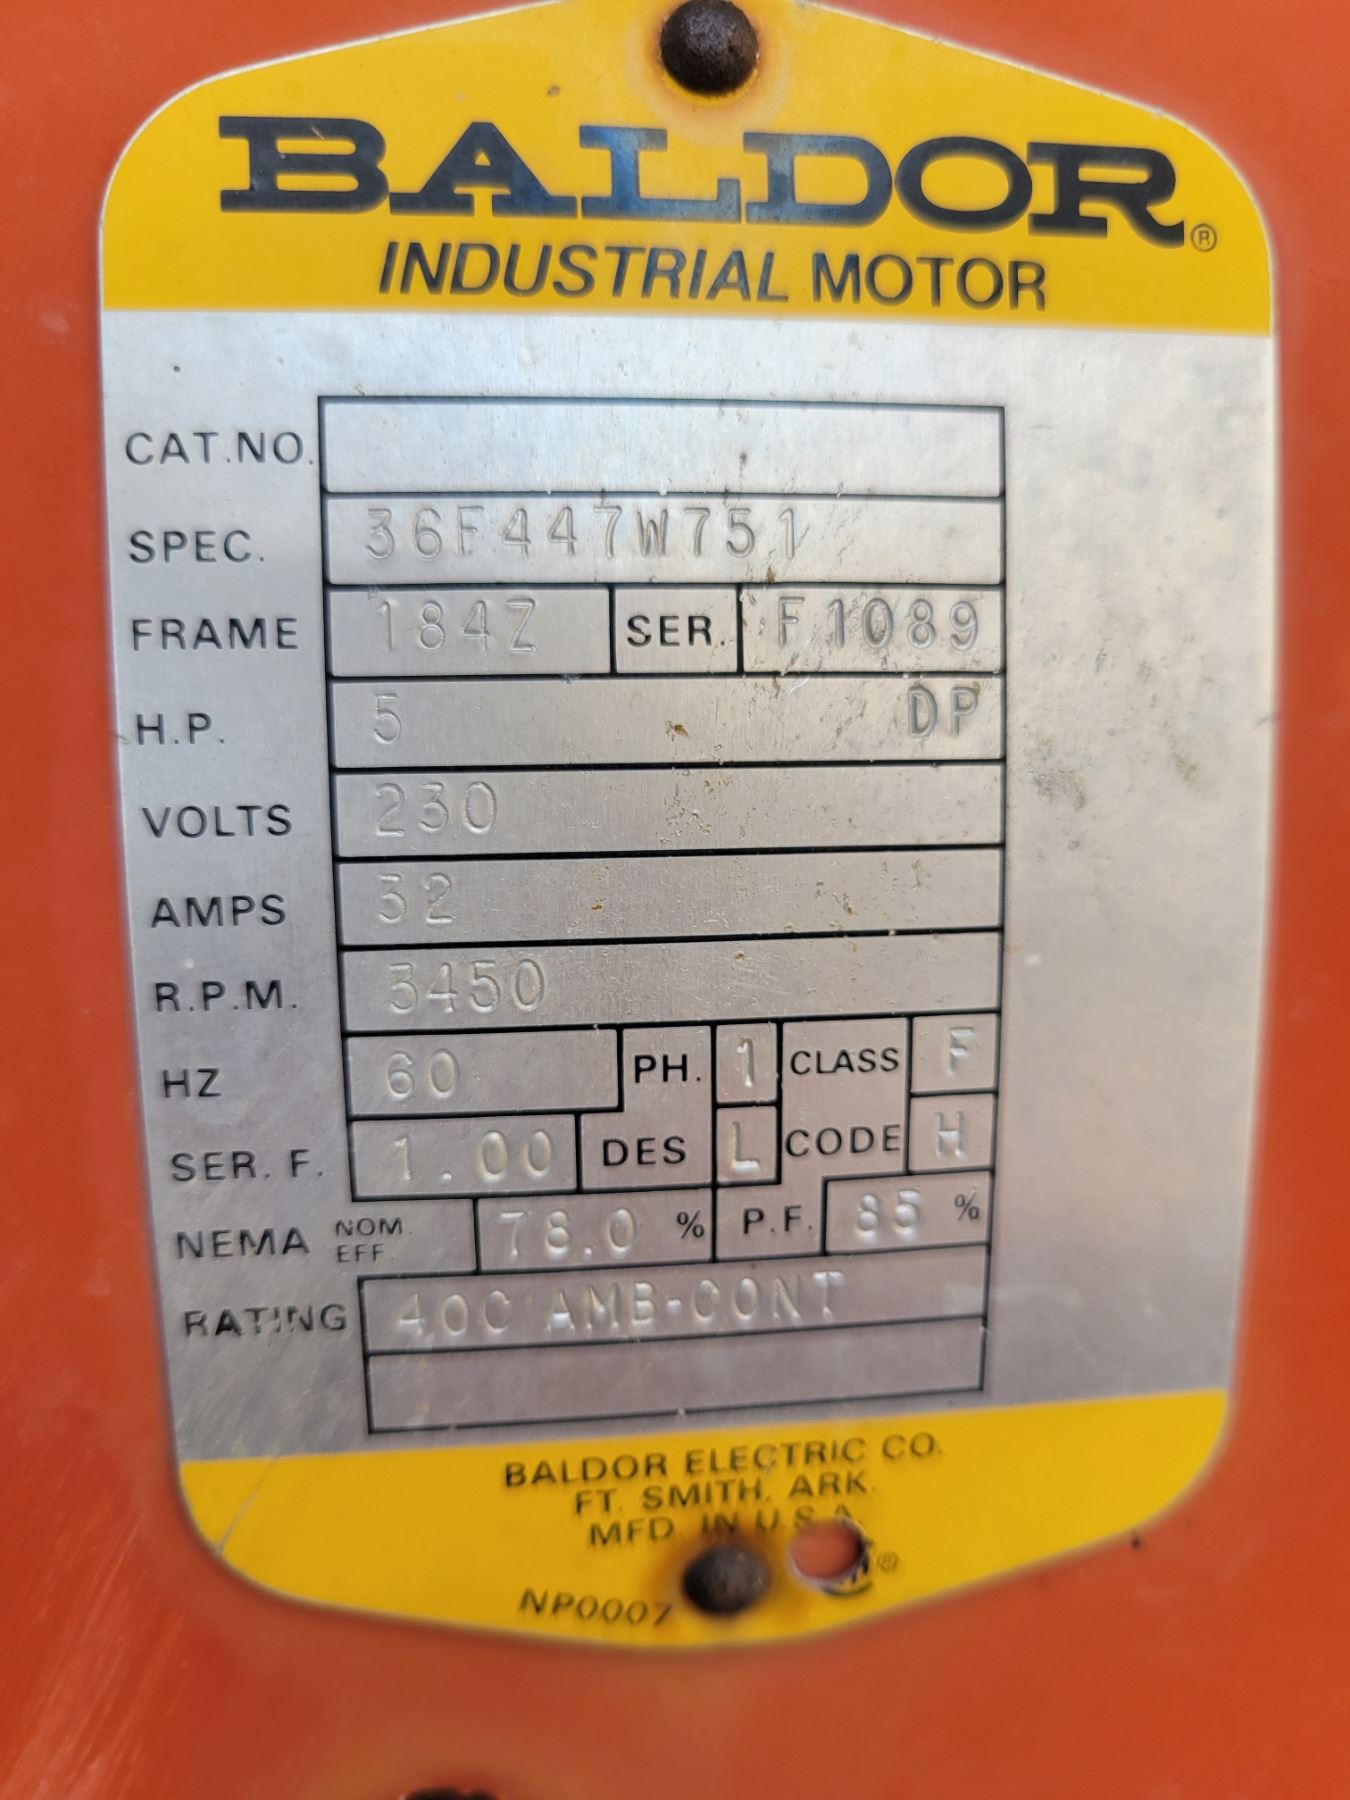 BALDOR®
INDUSTRIAL MOTOR
CAT.NO.
SPEC. 36F447W751
FRAME 184Z SER. F1089
H.P. 5 DP
VOLTS 230
AMPS 32
R.P.M. 3450
HZ 60 PH. 1 CLASS F
SER. F. 1.00 DES L CODE H
NEMA NOM. EFF. 78.0 % P.F. 85 %
RATING 40C AMB-CONT
BALDOR ELECTRIC CO.
FT. SMITH, ARK.
MFD. IN U.S.A.
®
NP0007